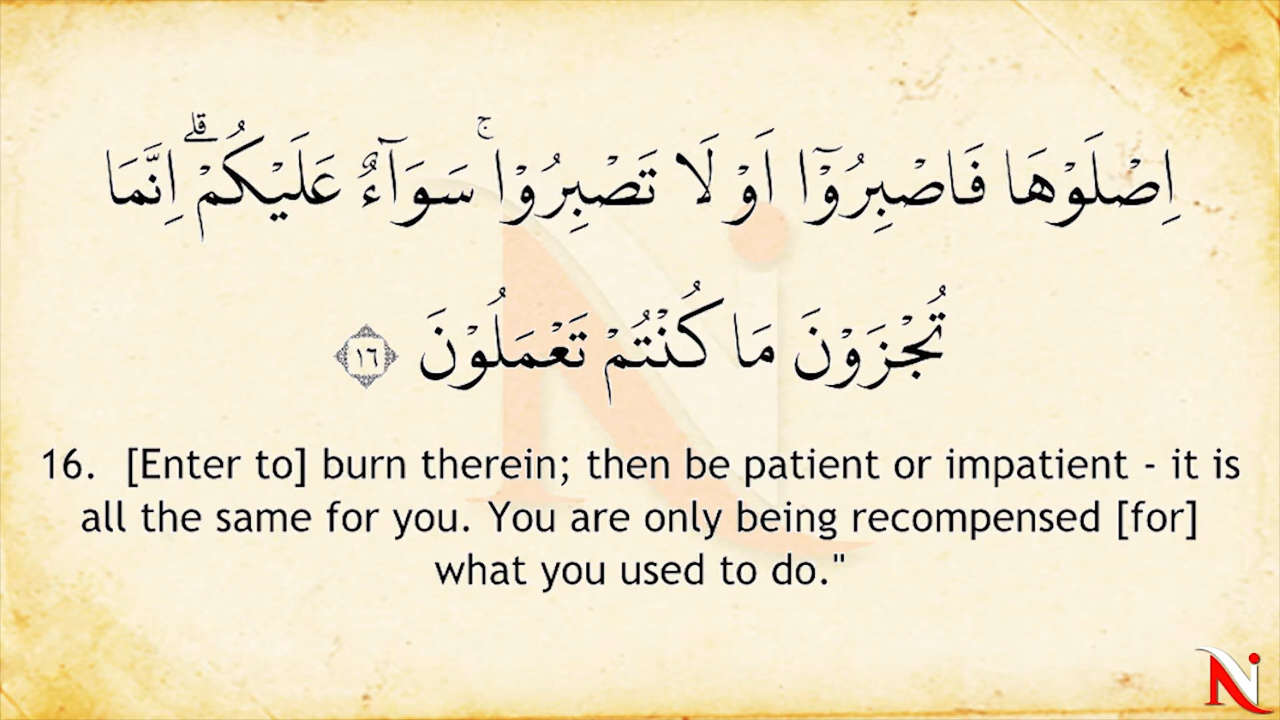 اِصْلَوْهَا فَاصْبِرُوْٓا اَوْ لَا تَصْبِرُوْا ۚ سَوَآءٌ عَلَيْكُمْ ۗ اِنَّمَا
تُجْزَوْنَ مَا كُنْتُمْ تَعْمَلُوْنَ ١٦
16. [Enter to] burn therein; then be patient or impatient - it is
all the same for you. You are only being recompensed [for]
what you used to do."
Ni